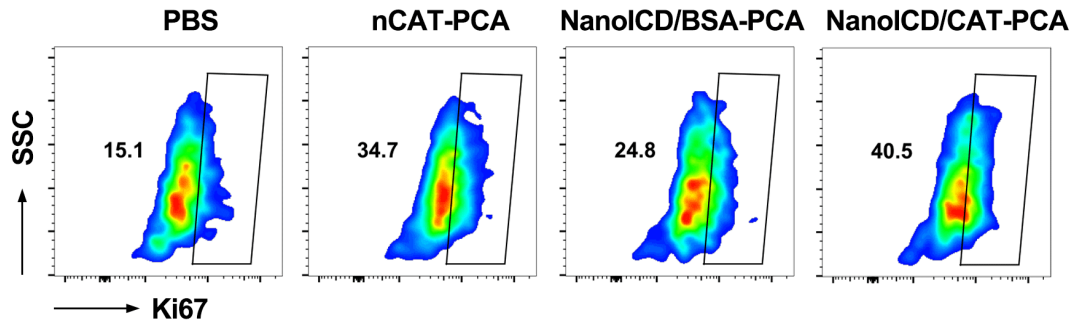 PBS
nCAT-PCA
NanoICD/BSA-PCA
NanoICD/CAT-PCA
SSC
15.1
34.7
24.8
40.5
Ki67